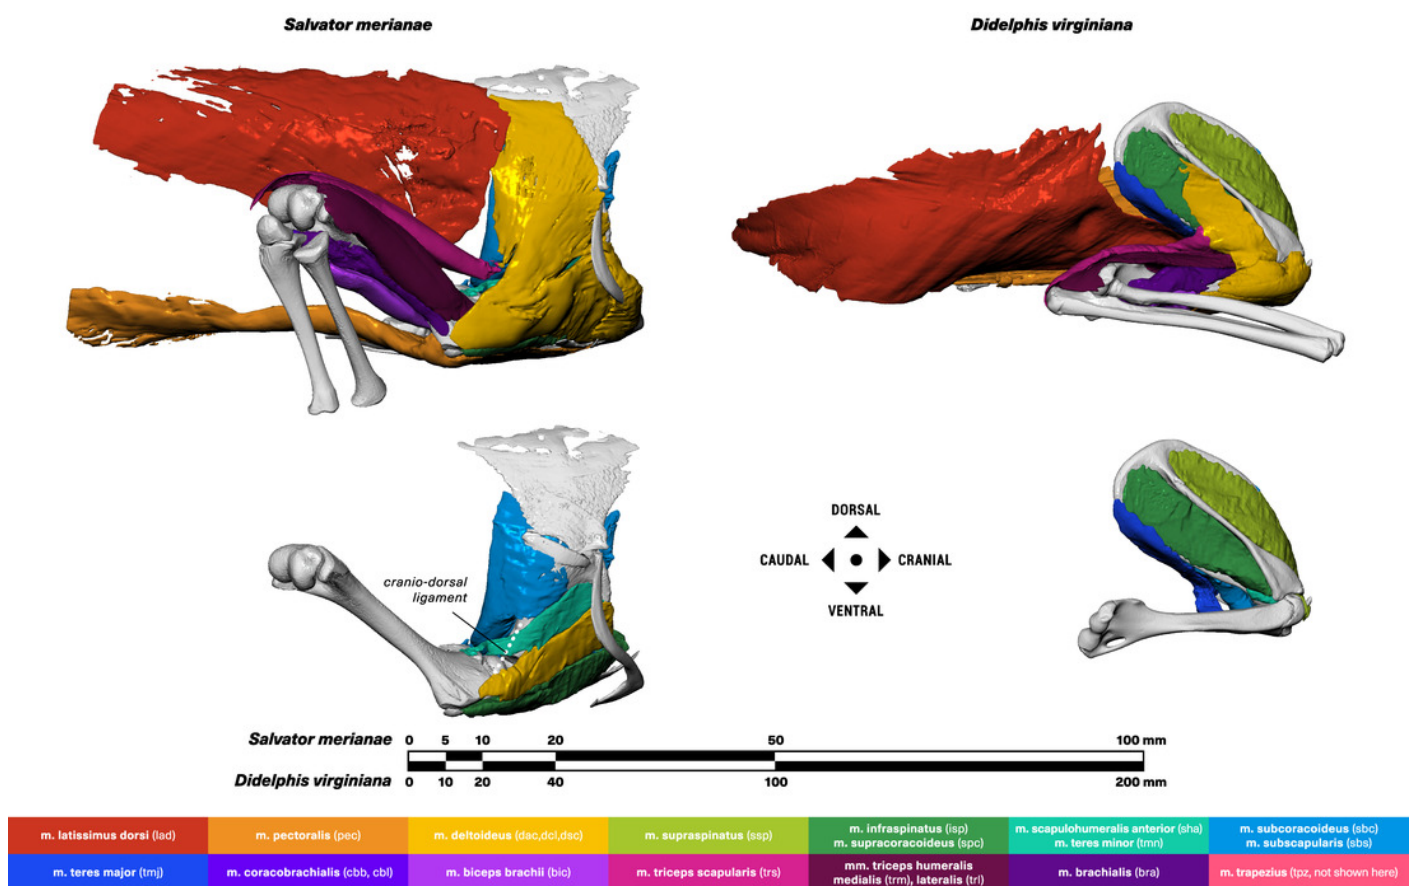 Salvator merianae
Didelphis virginiana
cranio-dorsal
ligament
DORSAL
CAUDAL
CRANIAL
VENTRAL
Salvator merianae 0 5 10 20 50 100 mm
Didelphis virginiana 0 10 20 40 100 200 mm
m. latissimus dorsi (lad)
m. pectoralis (pec)
m. deltoideus (dac,dcl,dsc)
m. supraspinatus (ssp)
m. infraspinatus (isp)
m. supracoracoideus (spc)
m. scapulohumeralis anterior (sha)
m. teres minor (tmn)
m. subcoracoideus (sbc)
m. subscapularis (sbs)
m. teres major (tmj)
m. coracobrachialis (cbb, cbl)
m. biceps brachii (bic)
m. triceps scapularis (trs)
mm. triceps humeralis
medialis (trm), lateralis (trl)
m. brachialis (bra)
m. trapezius (tpz, not shown here)